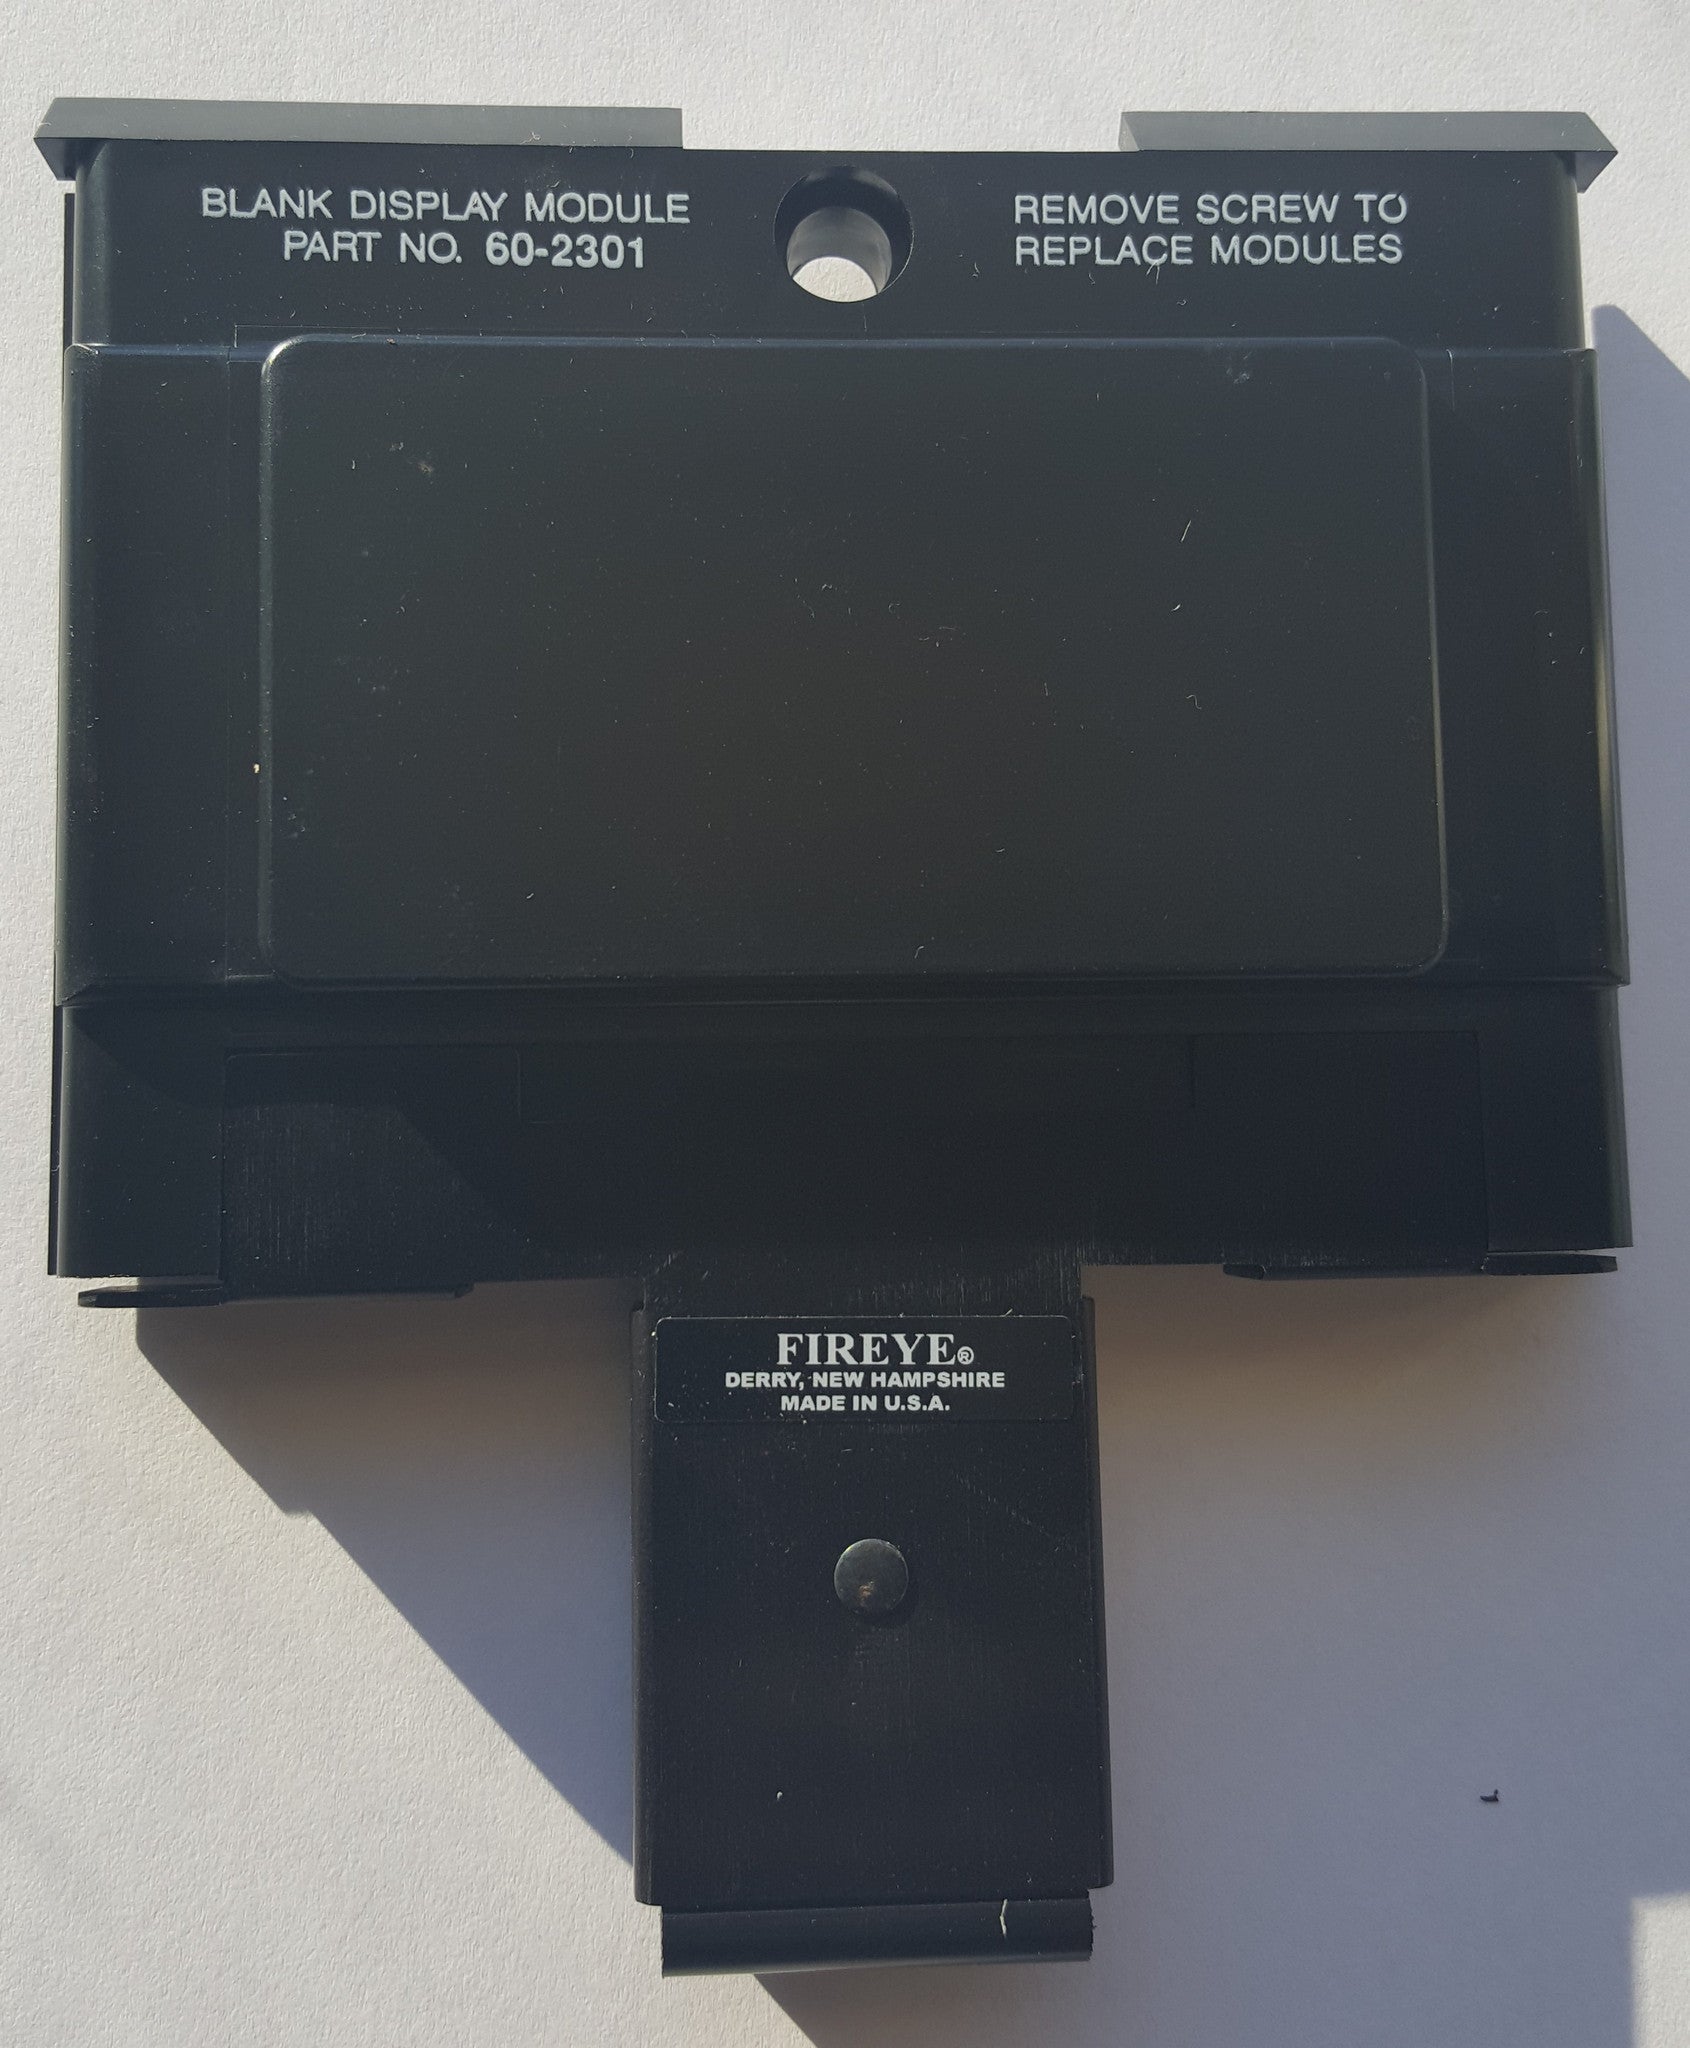 BLANK DISPLAY MODULE
PART NO. 60-2301
REMOVE SCREW TO
REPLACE MODULES
FIREYE®
DERRY, NEW HAMPSHIRE
MADE IN U.S.A.